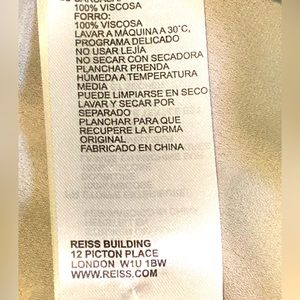 100% VISCOSA
FORRO:
100% VISCOSA
LAVAR A MÁQUINA A 30°C,
PROGRAMA DELICADO
NO USAR LEJÍA
NO SECAR CON SECADORA
PLANCHAR PRENDA
HUMEDA A TEMPERATURA
MEDIA
PUEDE LIMPIARSE EN SECO
LAVAR Y SECAR POR
SEPARADO
PLANCHAR PARA QUE
RECUPERE LA FORMA
ORIGINAL
FABRICADO EN CHINA
REISS BUILDING
12 PICTON PLACE
LONDON W1U 1BW
WWW.REISS.COM